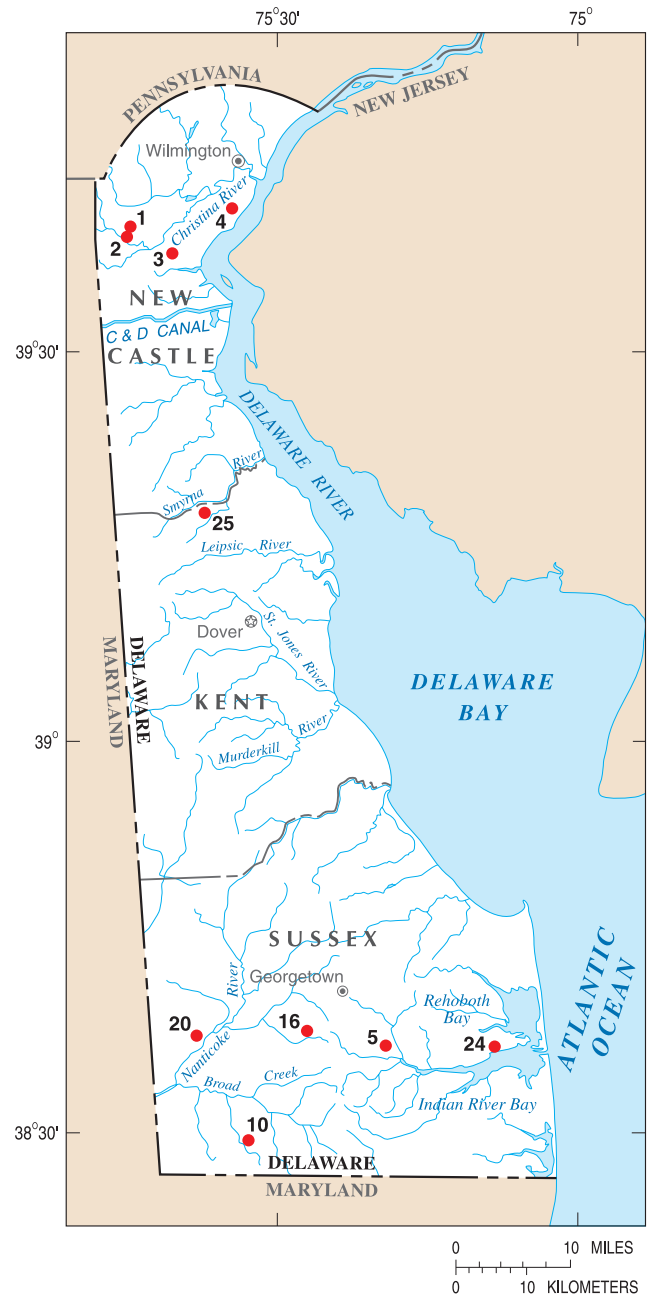 75°30'
75°
PENNSYLVANIA
NEW JERSEY
Wilmington
Christina River
1
2
3
4
NEW
C & D CANAL
39°30'
CASTLE
DELAWARE RIVER
Smyrna River
25
Leipsic River
Dover
St. Jones River
MARYLAND
DELAWARE
KENT
DELAWARE
BAY
39°
Murderkill River
SUSSEX
Georgetown
Nanticoke River
Rehoboth
Bay
ATLANTIC
OCEAN
20
16
5
24
Broad Creek
Indian River Bay
10
38°30'
DELAWARE
MARYLAND
0 10 MILES
0 10 KILOMETERS